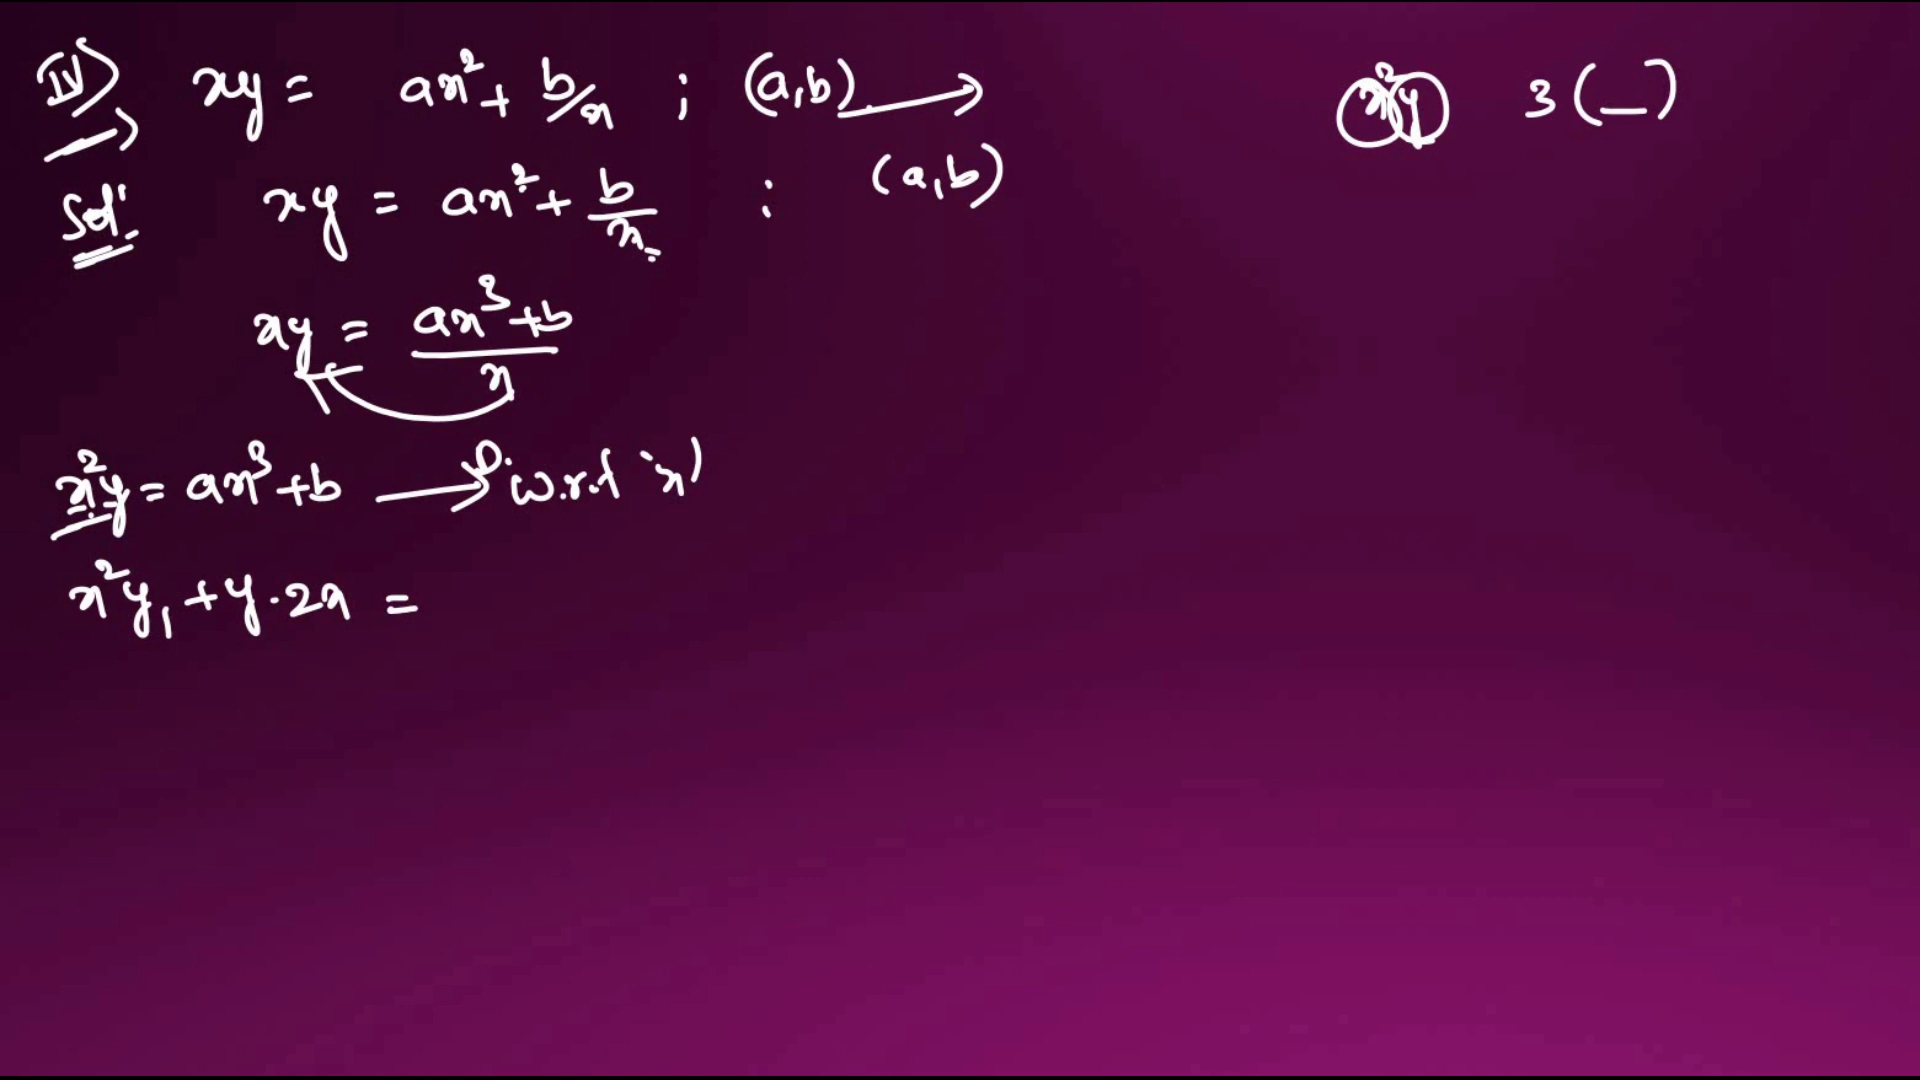 IV) xy = ax² + b/x ; (a,b) →
x²y 3(_)
Sol: xy = ax² + b/x : (a,b)
xy = ax³+b/x
x²y = ax³+b → D. w.r.t 'x'
x²y₁ + y·2x =